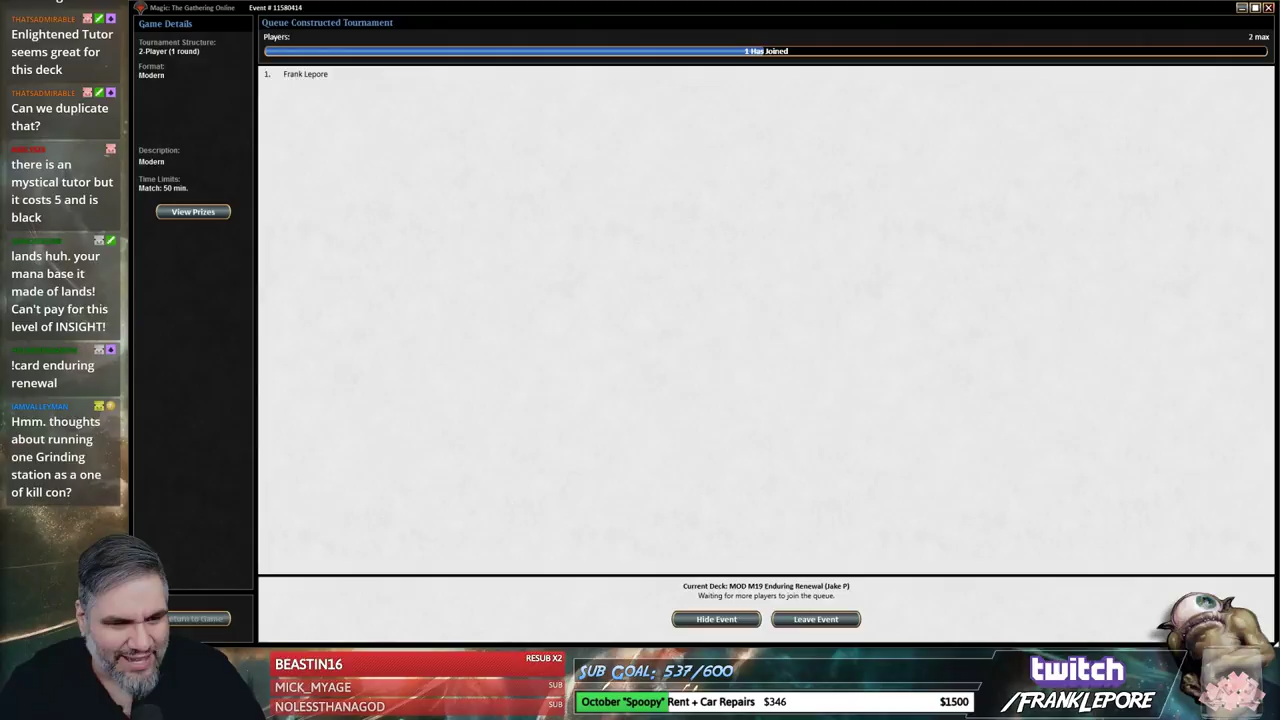 Magic: The Gathering Online
Event # 11580414
THATSADMIRABLE
Enlightened Tutor
seems great for
this deck
THATSADMIRABLE
Can we duplicate
that?
there is an
mystical tutor but
it costs 5 and is
black
lands huh. your
mana base it
made of lands!
Can't pay for this
level of INSIGHT!
!card enduring
renewal
IAMVALLEYMAN
Hmm. thoughts
about running
one Grinding
station as a one
of kill con?
Game Details
Tournament Structure:
2-Player (1 round)
Format:
Modern
Description:
Modern
Time Limits:
Match: 50 min.
View Prizes
Return to Game
Queue Constructed Tournament
Players:
2 max
1 Has Joined
1. Frank Lepore
Current Deck: MOD M19 Enduring Renewal (Jake P)
Waiting for more players to join the queue.
Hide Event
Leave Event
BEASTIN16 RESUB X2
MICK_MYAGE SUB
NOLESSTHANAGOD SUB
SUB GOAL: 537/600
October "Spoopy" Rent + Car Repairs $346 $1500
twitch
/FRANKLEPORE